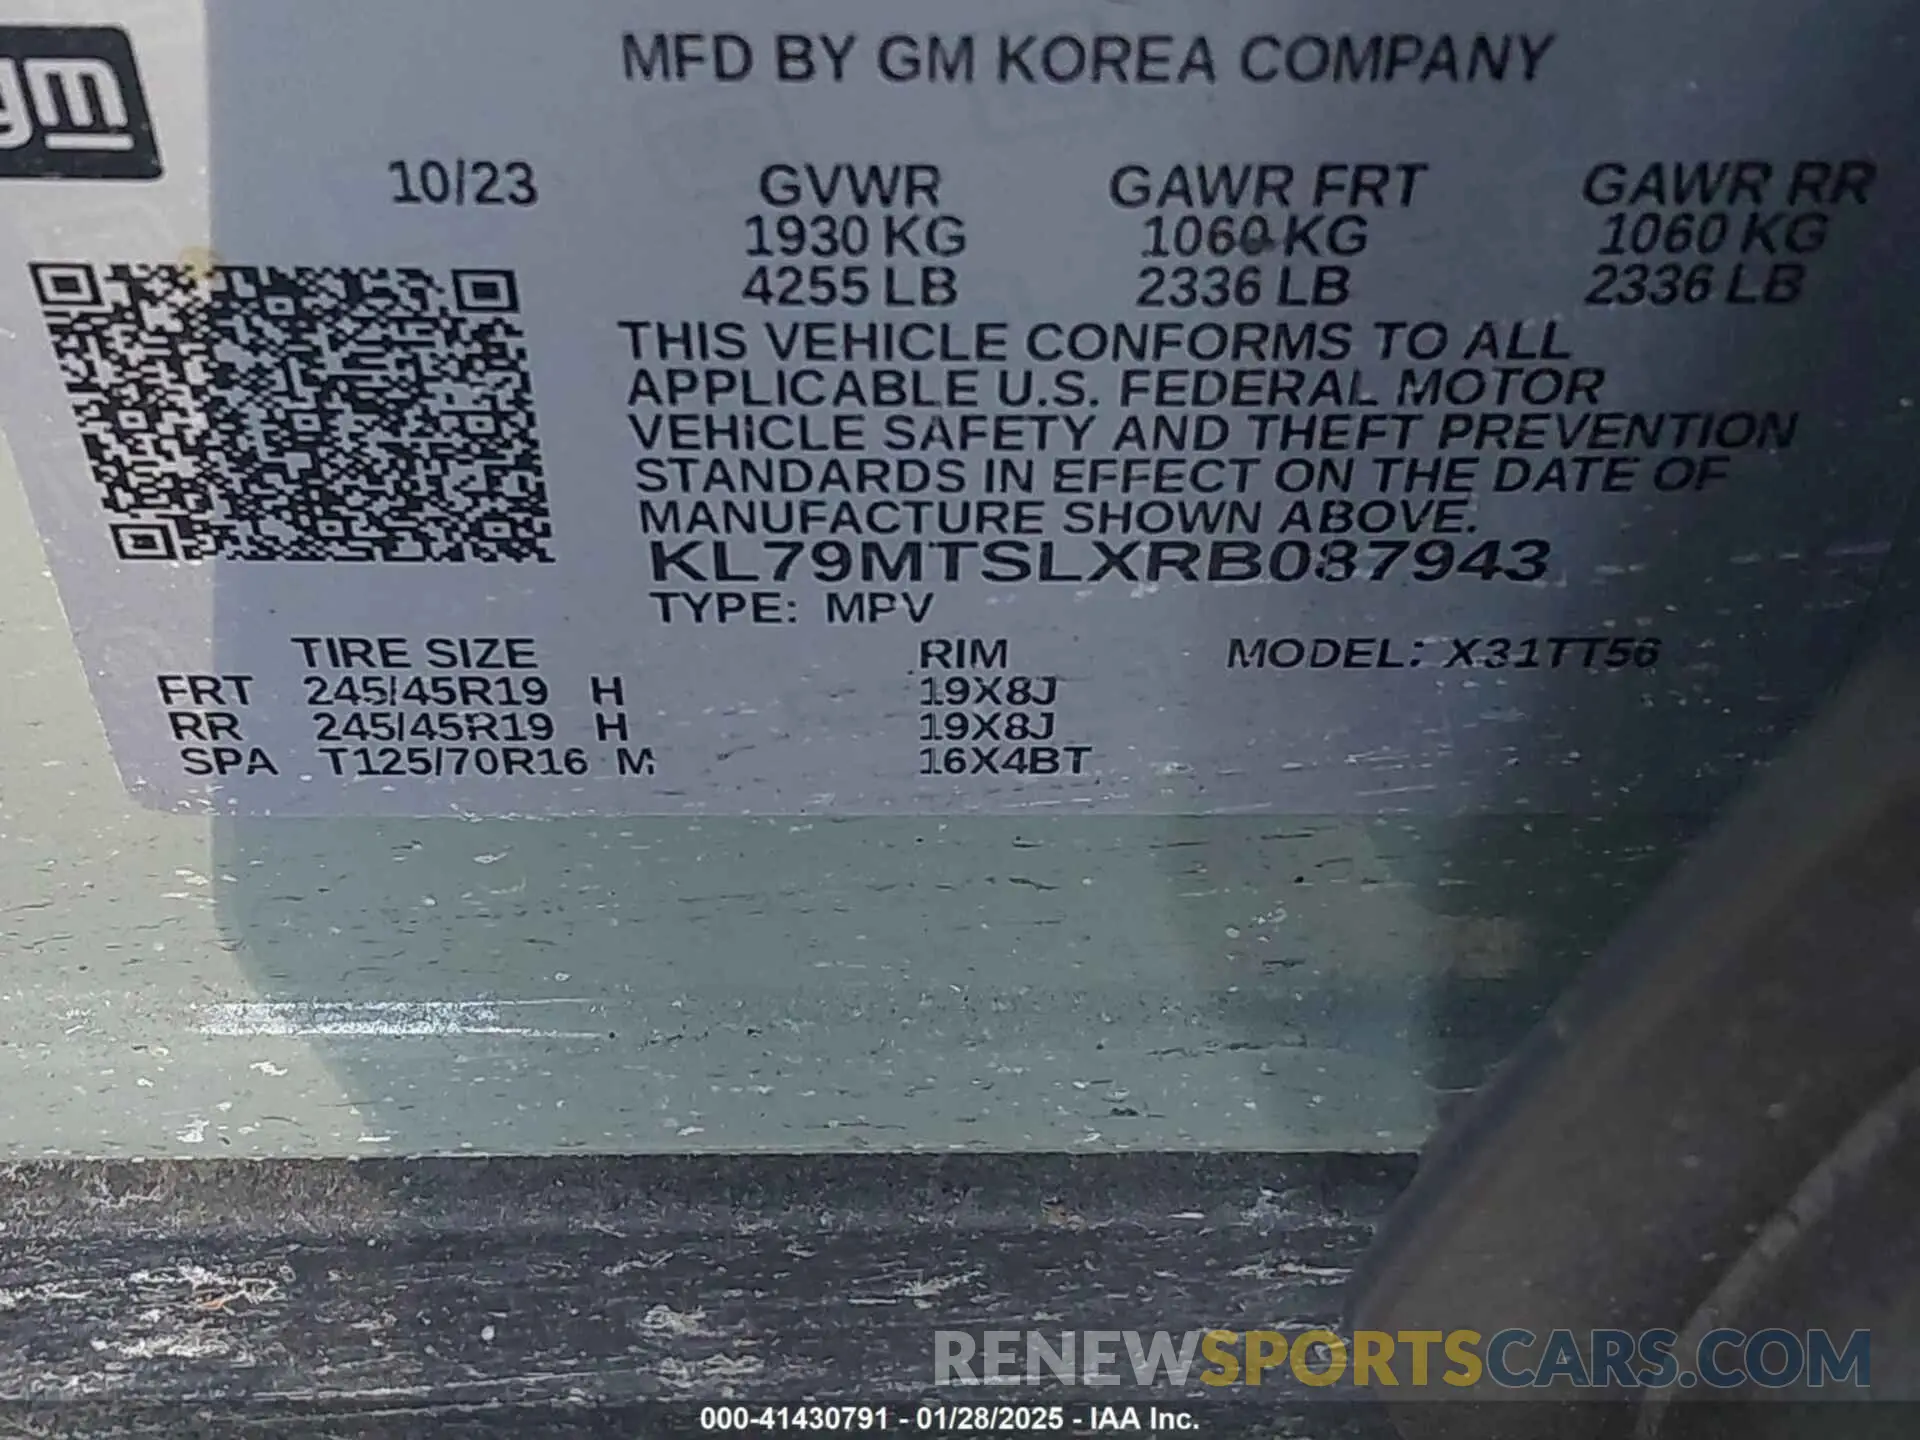 gm
MFD BY GM KOREA COMPANY
10/23 GVWR GAWR FRT GAWR RR
1930 KG 1060 KG 1060 KG
4255 LB 2336 LB 2336 LB
THIS VEHICLE CONFORMS TO ALL
APPLICABLE U.S. FEDERAL MOTOR
VEHICLE SAFETY AND THEFT PREVENTION
STANDARDS IN EFFECT ON THE DATE OF
MANUFACTURE SHOWN ABOVE.
KL79MTSLXRB087943
TYPE: MPV
TIRE SIZE RIM MODEL: X31TT56
FRT 245/45R19 H 19X8J
RR 245/45R19 H 19X8J
SPA T125/70R16 M 16X4BT
RENEWSPORTSCARS.COM
000-41430791 - 01/28/2025 - IAA Inc.